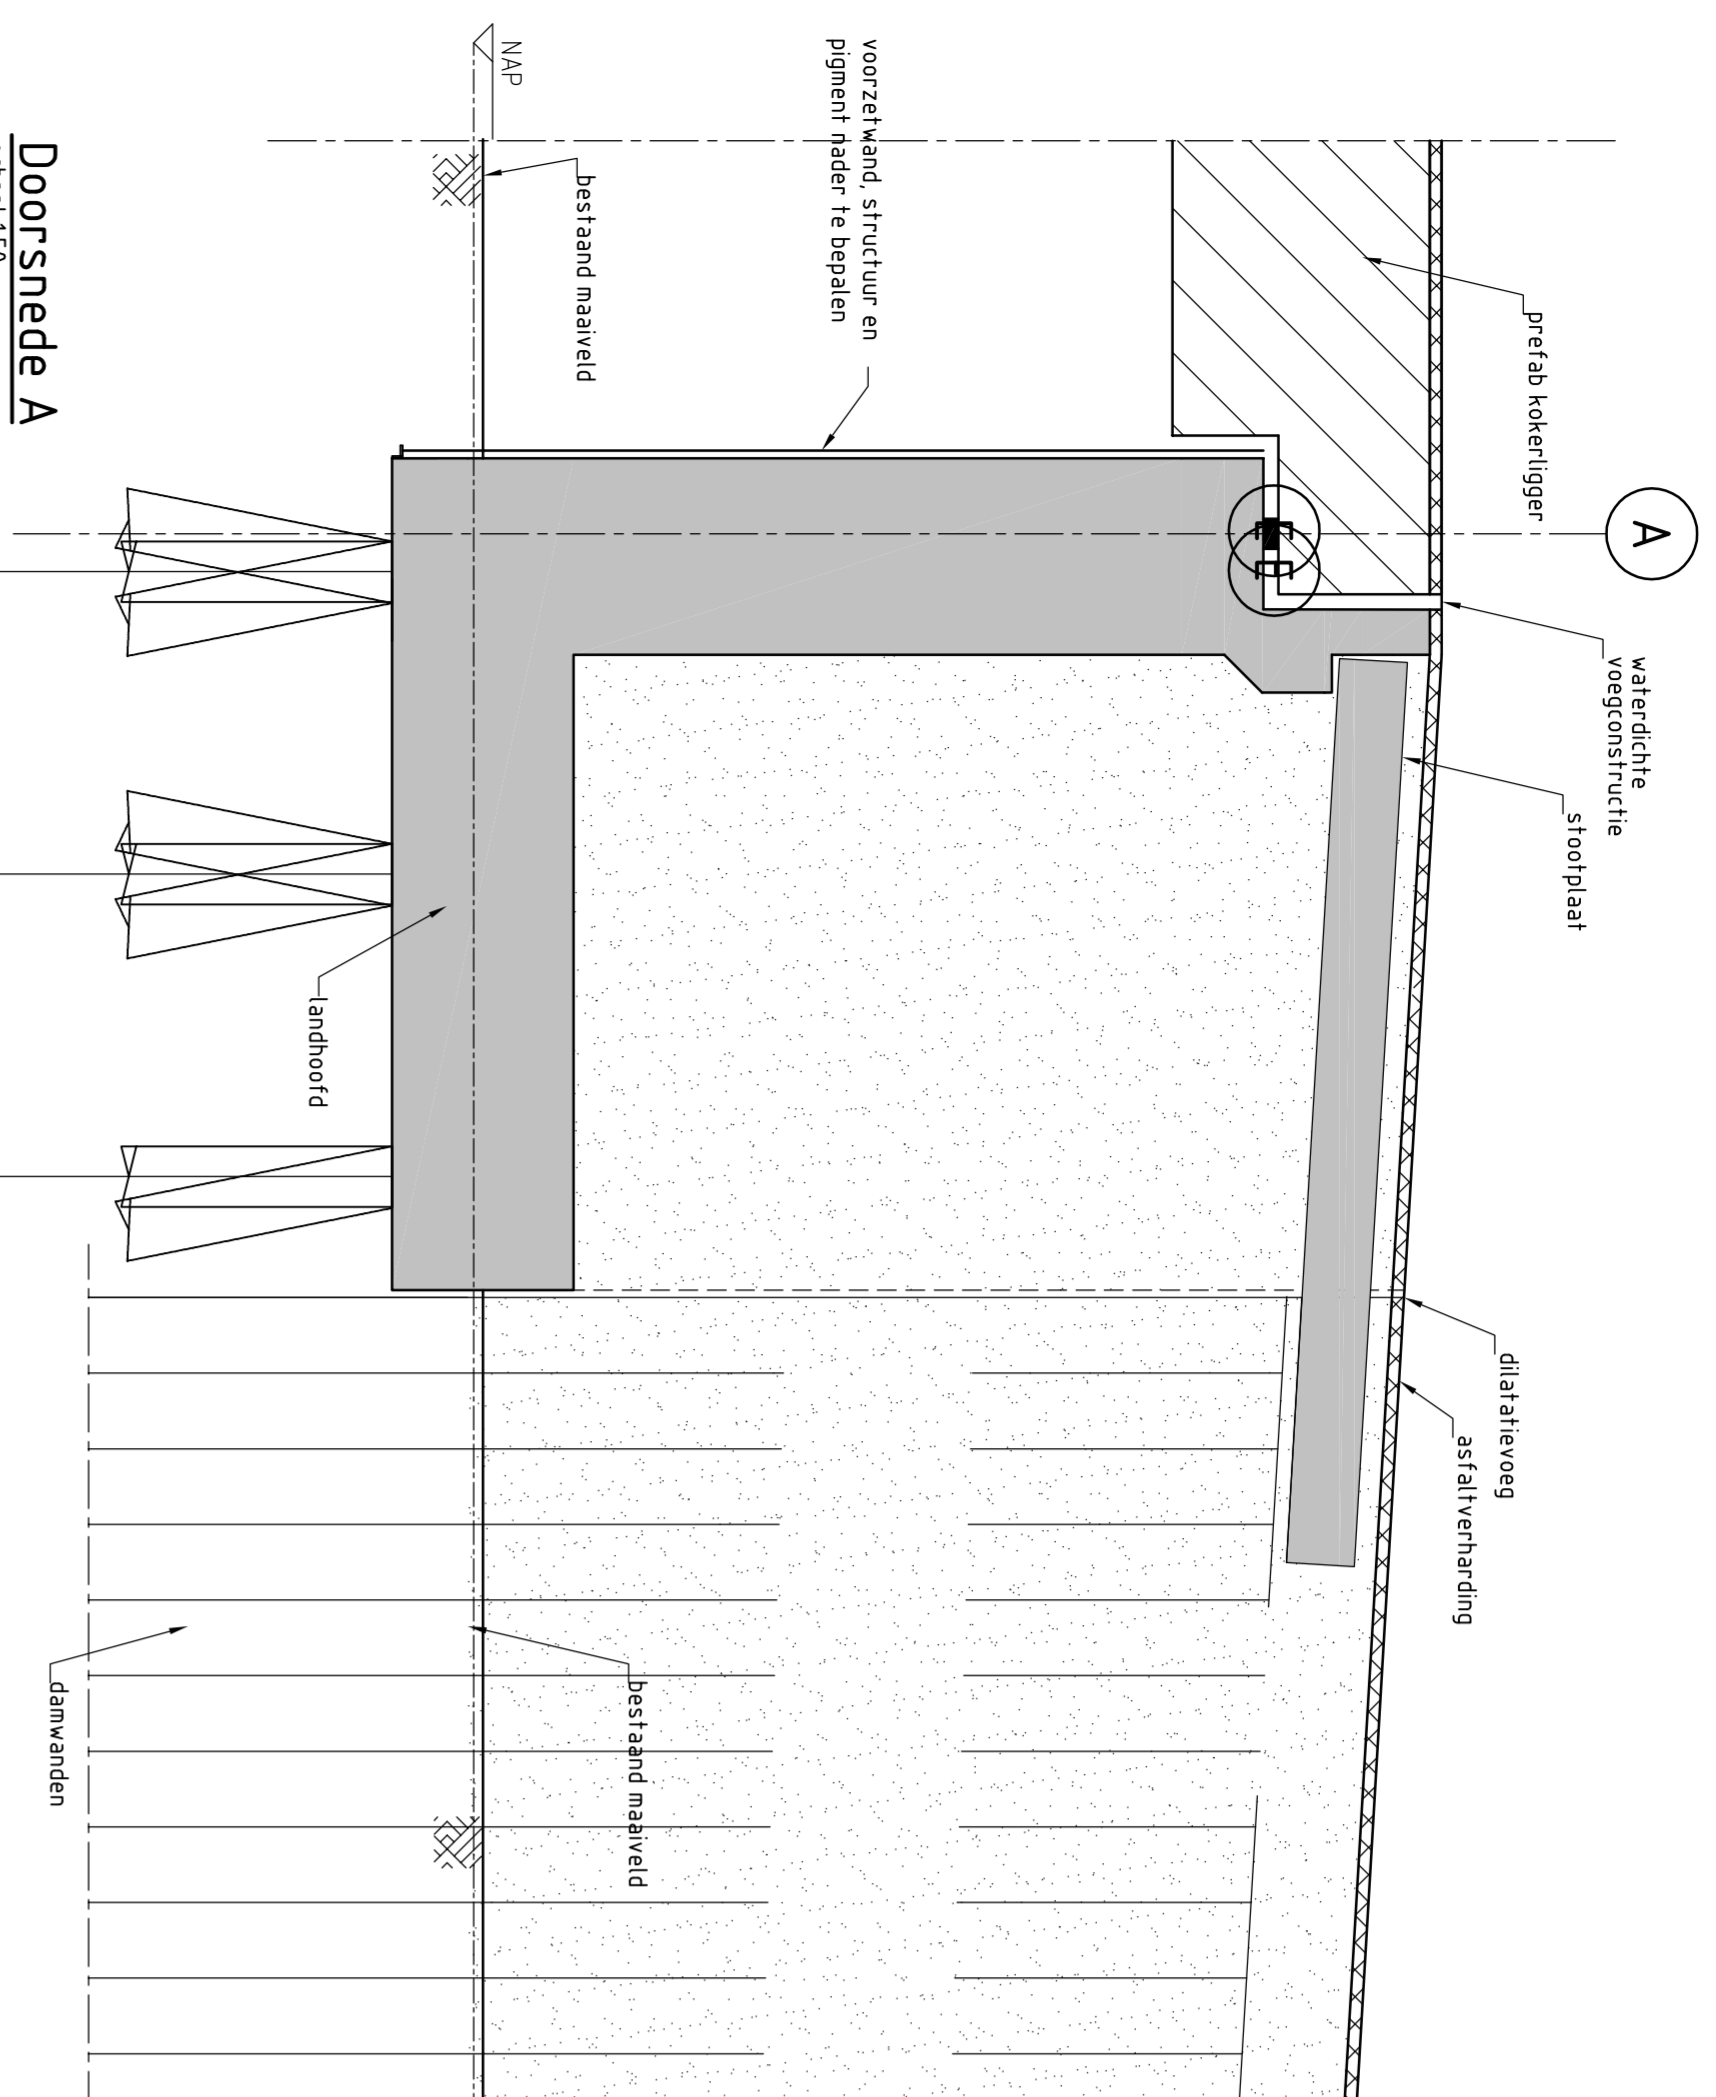 A
waterdichte
voegconstructie
prefab kokerligger
stootplaat
dilatatievoeg
asfaltverharding
voorzetwand, structuur en
pigment nader te bepalen
bestaand maaiveld
NAP
bestaand maaiveld
landhoofd
damwanden
Doorsnede A